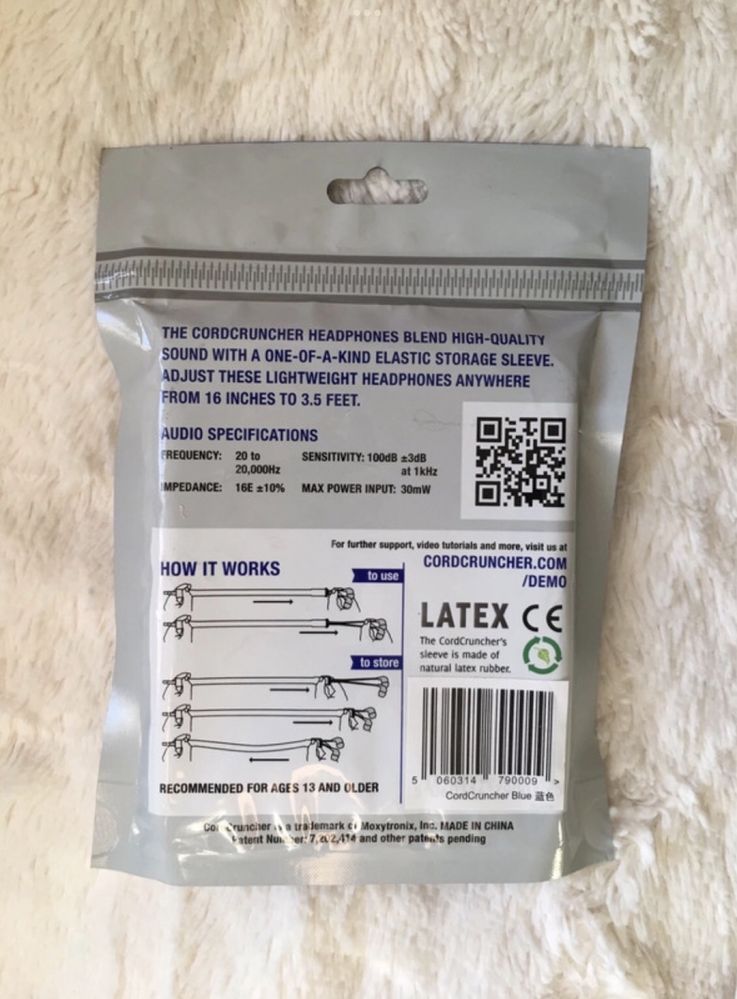 THE CORDCRUNCHER HEADPHONES BLEND HIGH-QUALITY
SOUND WITH A ONE-OF-A-KIND ELASTIC STORAGE SLEEVE.
ADJUST THESE LIGHTWEIGHT HEADPHONES ANYWHERE
FROM 16 INCHES TO 3.5 FEET.
AUDIO SPECIFICATIONS
FREQUENCY: 20 to 20,000Hz
SENSITIVITY: 100dB ±3dB at 1kHz
IMPEDANCE: 16E ±10%
MAX POWER INPUT: 30mW
For further support, video tutorials and more, visit us at
CORDCRUNCHER.COM
/DEMO
HOW IT WORKS
to use
to store
RECOMMENDED FOR AGES 13 AND OLDER
LATEX CE
The CordCruncher's
sleeve is made of
natural latex rubber.
5 060314 790009 >
CordCruncher Blue 蓝色
CordCruncher is a trademark of Moxytronix, Inc. MADE IN CHINA
Patent Number: 7,202,414 and other patents pending